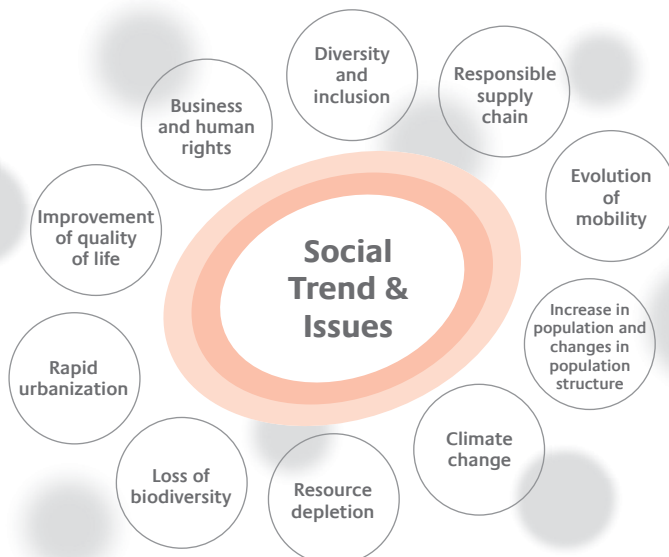 Diversity
and
inclusion
Responsible
supply
chain
Business
and human
rights
Evolution
of
mobility
Improvement
of quality
of life
Social
Trend &
Issues
Increase in
population and
changes in
population
structure
Rapid
urbanization
Climate
change
Loss of
biodiversity
Resource
depletion